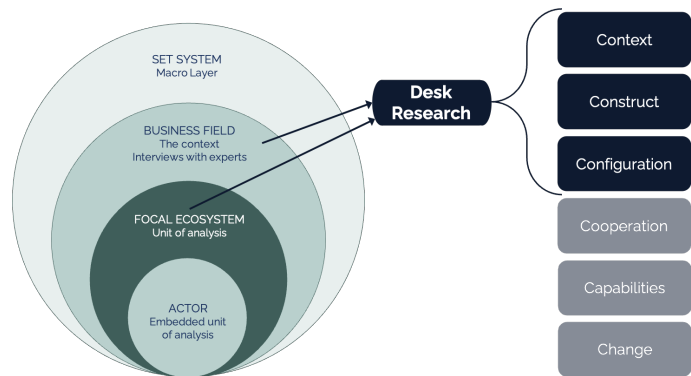 SET SYSTEM
Macro Layer
BUSINESS FIELD
The context
Interviews with experts
FOCAL ECOSYSTEM
Unit of analysis
ACTOR
Embedded unit
of analysis
Desk
Research
Context
Construct
Configuration
Cooperation
Capabilities
Change